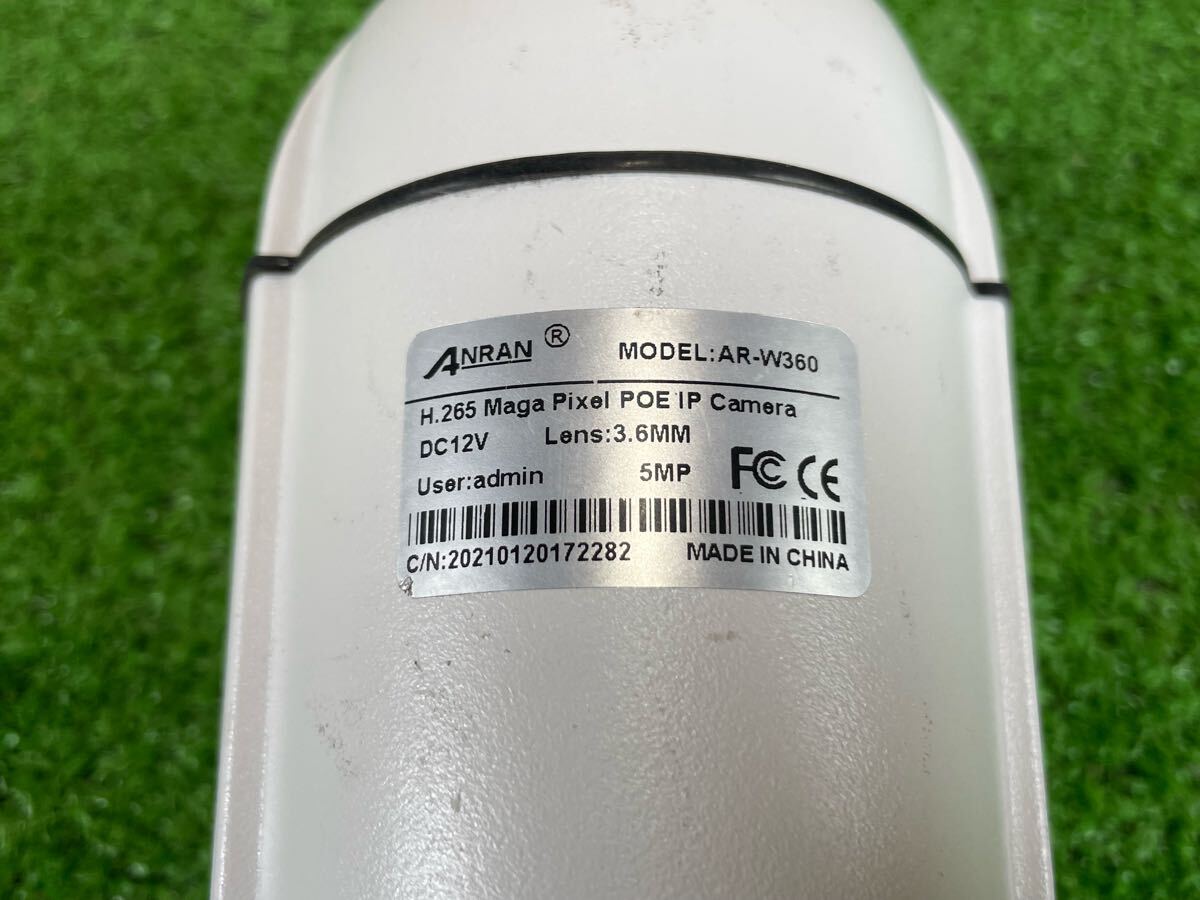 ANRAN ® MODEL:AR-W360
H.265 Maga Pixel POE IP Camera
DC12V Lens:3.6MM
User:admin 5MP FC CE
C/N:20210120172282 MADE IN CHINA